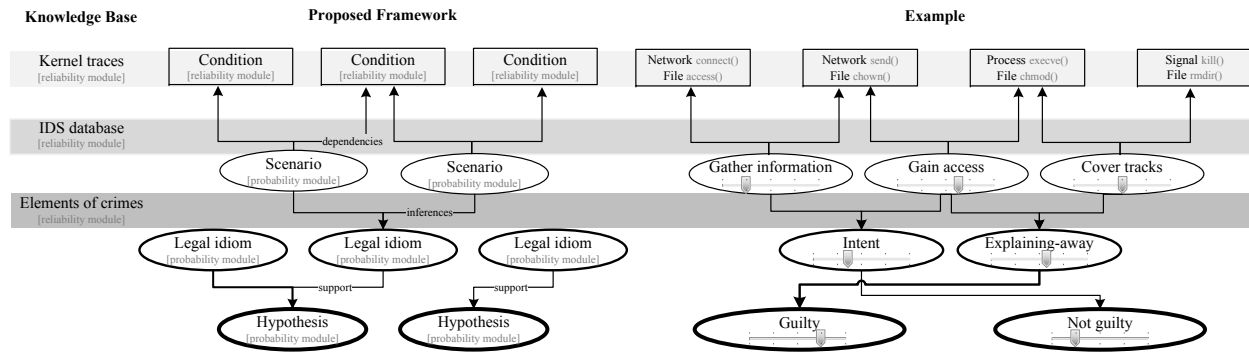 Knowledge Base
Proposed Framework
Example
Kernel traces
[reliability module]
Condition
[reliability module]
Condition
[reliability module]
Condition
[reliability module]
Network connect()
File access()
Network send()
File chown()
Process execve()
File chmod()
Signal kill()
File rmdir()
IDS database
[reliability module]
dependencies
Scenario
[probability module]
Scenario
[probability module]
Gather information
Gain access
Cover tracks
Elements of crimes
[reliability module]
inferences
Legal idiom
[probability module]
Legal idiom
[probability module]
Legal idiom
[probability module]
Intent
Explaining-away
support
support
Hypothesis
[probability module]
Hypothesis
[probability module]
Guilty
Not guilty